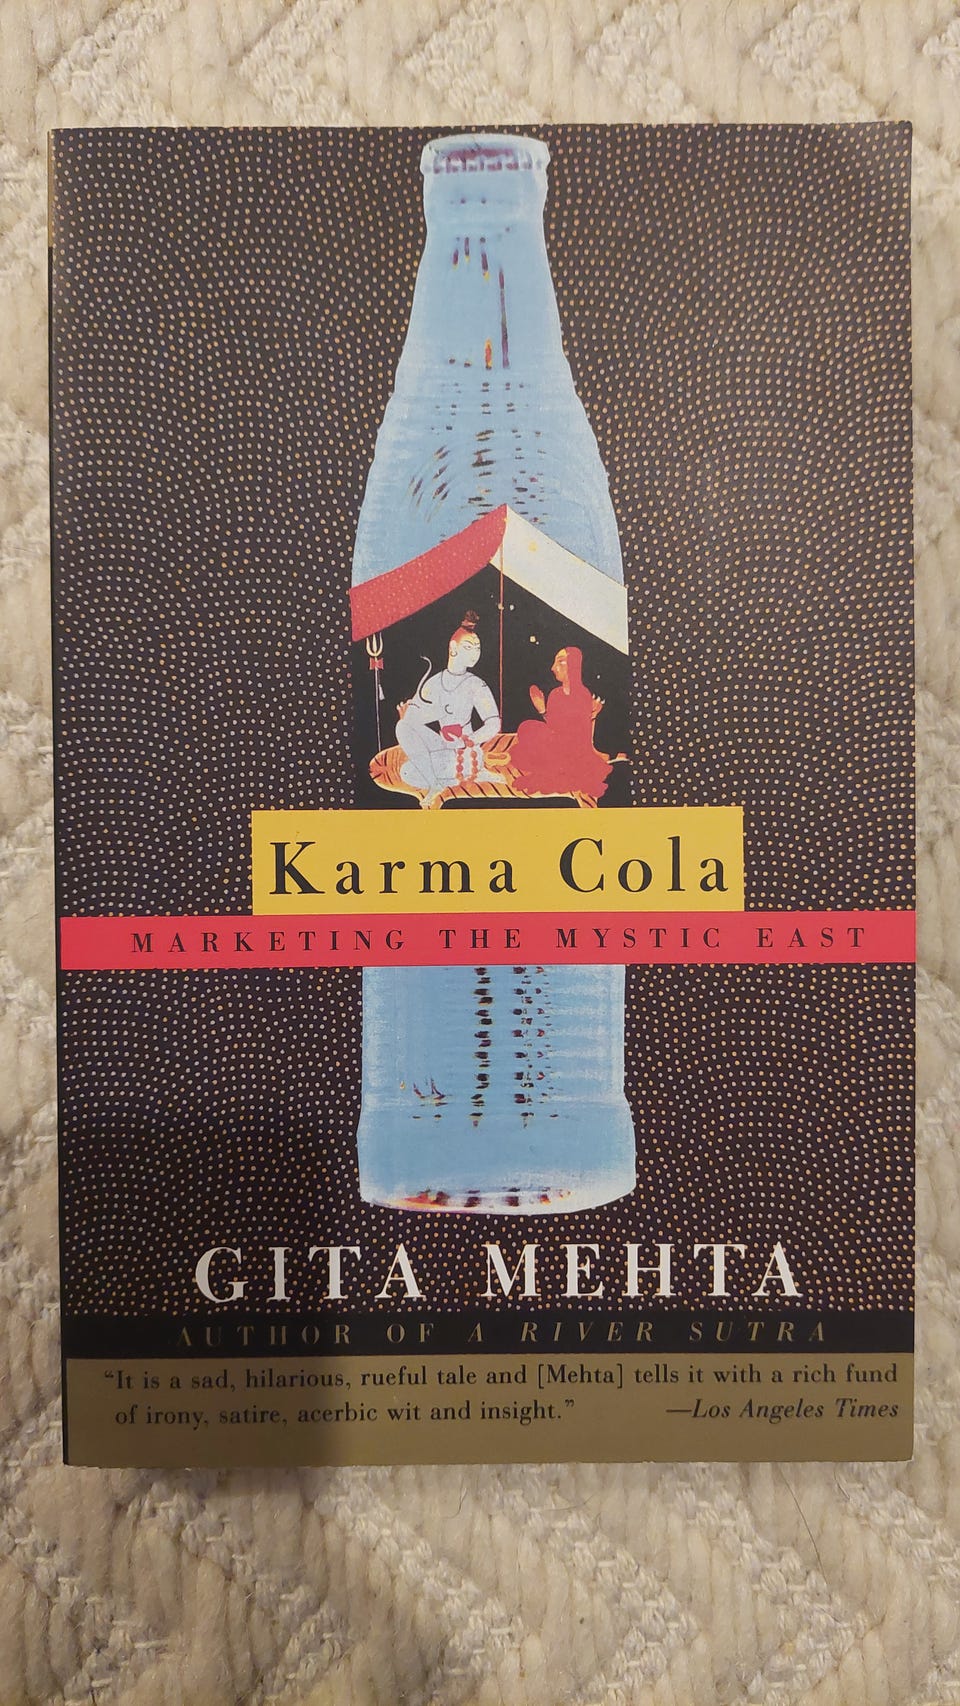 Karma Cola
MARKETING THE MYSTIC EAST
GITA MEHTA
AUTHOR OF A RIVER SUTRA
“It is a sad, hilarious, rueful tale and [Mehta] tells it with a rich fund
of irony, satire, acerbic wit and insight.” —Los Angeles Times